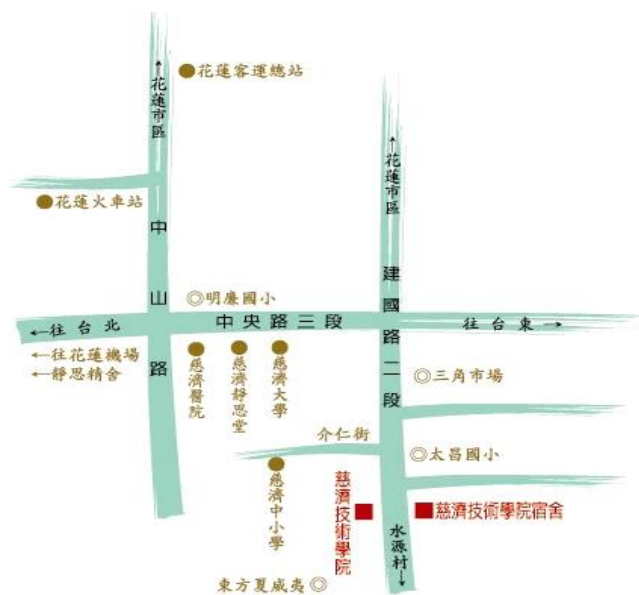 花蓮客運總站
↑花蓮市區
↑花蓮市區
花蓮火車站
中山路
建國路二段
明廉國小
←往台北
中央路三段
往台東→
←往花蓮機場
←靜思精舍
慈濟醫院
慈濟靜思堂
慈濟大學
三角市場
介仁街
太昌國小
慈濟中小學
慈濟技術學院
慈濟技術學院宿舍
水源村↓
東方夏威夷